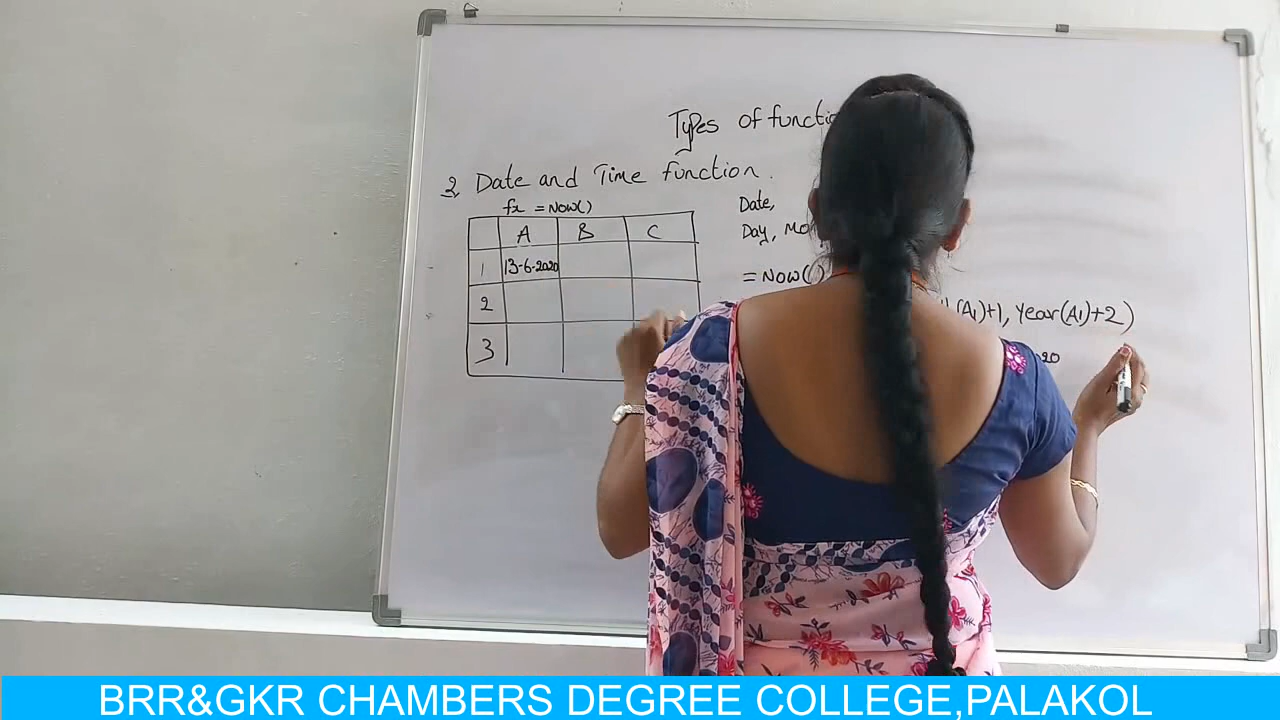 Types of functio
2, Date and Time function.
fx =NOW()
A B C
1 13-6-2020
2
3
Date,
Day, Mo
=NOW()
(A1)+1, Year(A1)+2)
20
BRR&GKR CHAMBERS DEGREE COLLEGE,PALAKOL